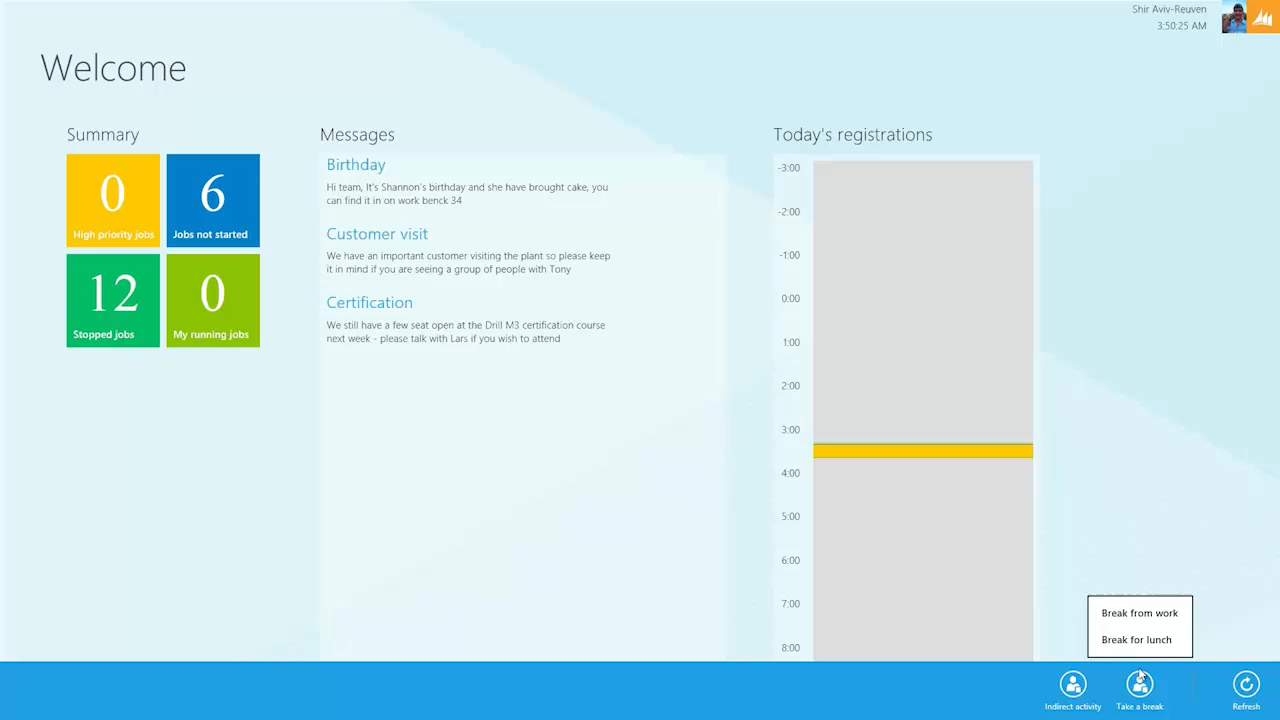 Shir Aviv-Reuven
3:50:25 AM
Welcome
Summary
0
High priority jobs
6
Jobs not started
12
Stopped jobs
0
My running jobs
Messages
Birthday
Hi team, It's Shannon's birthday and she have brought cake, you
can find it in on work benck 34
Customer visit
We have an important customer visiting the plant so please keep
it in mind if you are seeing a group of people with Tony
Certification
We still have a few seat open at the Drill M3 certification course
next week - please talk with Lars if you wish to attend
Today's registrations
-3:00
-2:00
-1:00
0:00
1:00
2:00
3:00
4:00
5:00
6:00
7:00
8:00
Break from work
Break for lunch
Indirect activity
Take a break
Refresh